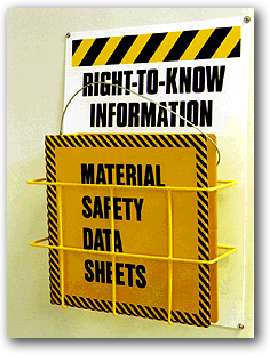 RIGHT-TO-KNOW
INFORMATION
MATERIAL
SAFETY
DATA
SHEETS